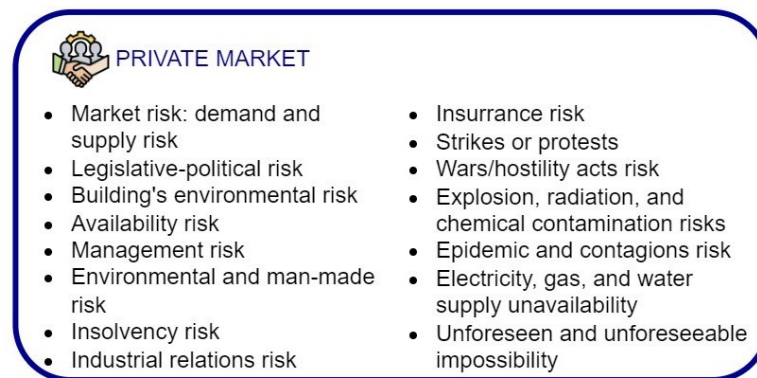 PRIVATE MARKET
• Market risk: demand and
supply risk
• Legislative-political risk
• Building's environmental risk
• Availability risk
• Management risk
• Environmental and man-made
risk
• Insolvency risk
• Industrial relations risk
• Insurrance risk
• Strikes or protests
• Wars/hostility acts risk
• Explosion, radiation, and
chemical contamination risks
• Epidemic and contagions risk
• Electricity, gas, and water
supply unavailability
• Unforeseen and unforeseeable
impossibility